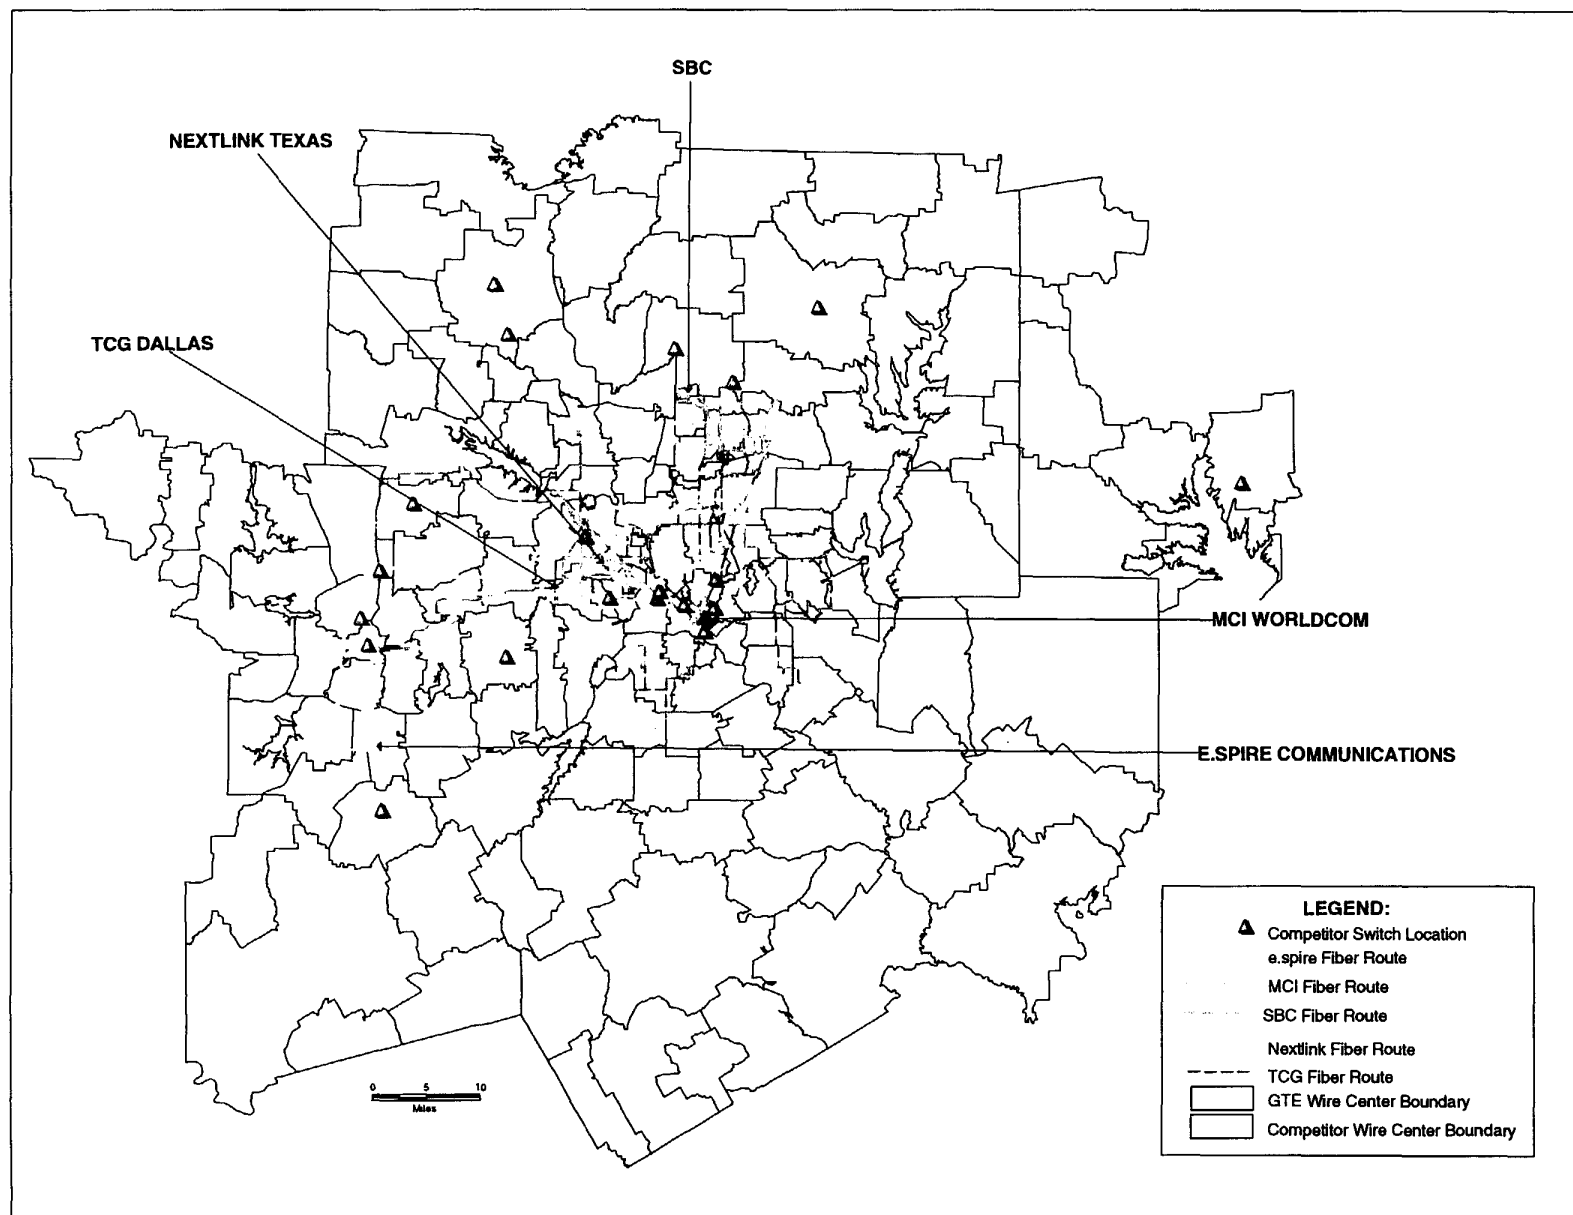 SBC
NEXTLINK TEXAS
TCG DALLAS
MCI WORLDCOM
E.SPIRE COMMUNICATIONS
LEGEND:
Competitor Switch Location
e.spire Fiber Route
MCI Fiber Route
SBC Fiber Route
Nextlink Fiber Route
TCG Fiber Route
GTE Wire Center Boundary
Competitor Wire Center Boundary
0 5 10
Miles